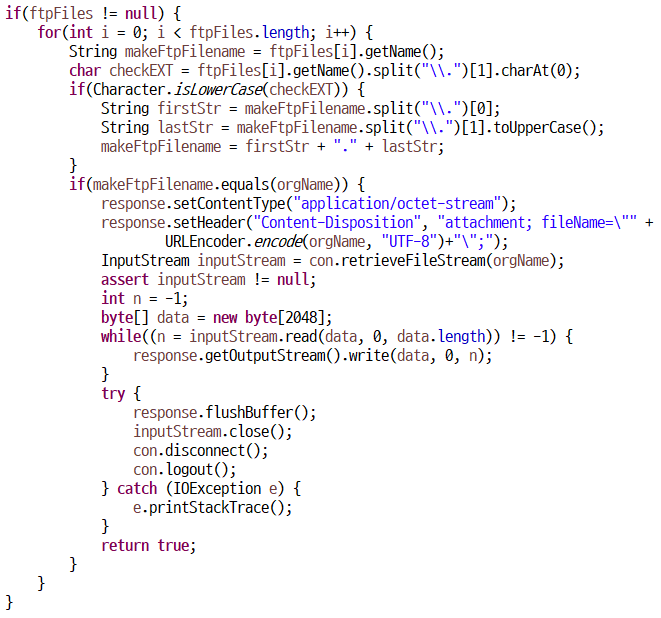 if(ftpFiles != null) {
    for(int i = 0; i < ftpFiles.length; i++) {
        String makeFtpFilename = ftpFiles[i].getName();
        char checkEXT = ftpFiles[i].getName().split("\\.")[1].charAt(0);
        if(Character.isLowerCase(checkEXT)) {
            String firstStr = makeFtpFilename.split("\\.")[0];
            String lastStr = makeFtpFilename.split("\\.")[1].toUpperCase();
            makeFtpFilename = firstStr + "." + lastStr;
        }
        if(makeFtpFilename.equals(orgName)) {
            response.setContentType("application/octet-stream");
            response.setHeader("Content-Disposition", "attachment; fileName=\"" +
                    URLEncoder.encode(orgName, "UTF-8")+"\";");
            InputStream inputStream = con.retrieveFileStream(orgName);
            assert inputStream != null;
            int n = -1;
            byte[] data = new byte[2048];
            while((n = inputStream.read(data, 0, data.length)) != -1) {
                response.getOutputStream().write(data, 0, n);
            }
            try {
                response.flushBuffer();
                inputStream.close();
                con.disconnect();
                con.logout();
            } catch (IOException e) {
                e.printStackTrace();
            }
            return true;
        }
    }
}